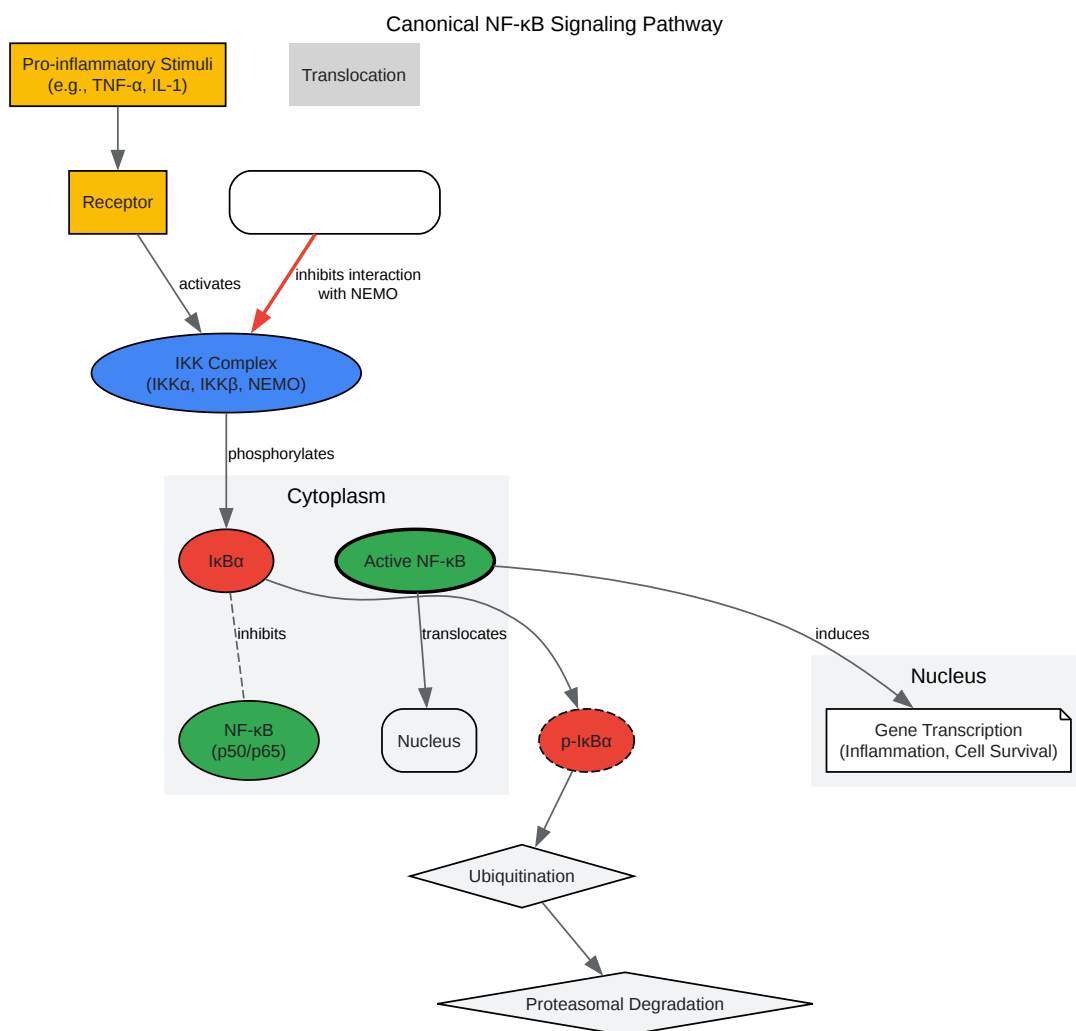 Canonical NF-κB Signaling Pathway
Pro-inflammatory Stimuli
(e.g., TNF-α, IL-1)
Translocation
Receptor
activates
inhibits interaction
with NEMO
IKK Complex
(IKKα, IKKβ, NEMO)
phosphorylates
Cytoplasm
IκBα
Active NF-κB
inhibits
translocates
induces
Nucleus
NF-κB
(p50/p65)
Nucleus
p-IκBα
Gene Transcription
(Inflammation, Cell Survival)
Ubiquitination
Proteasomal Degradation